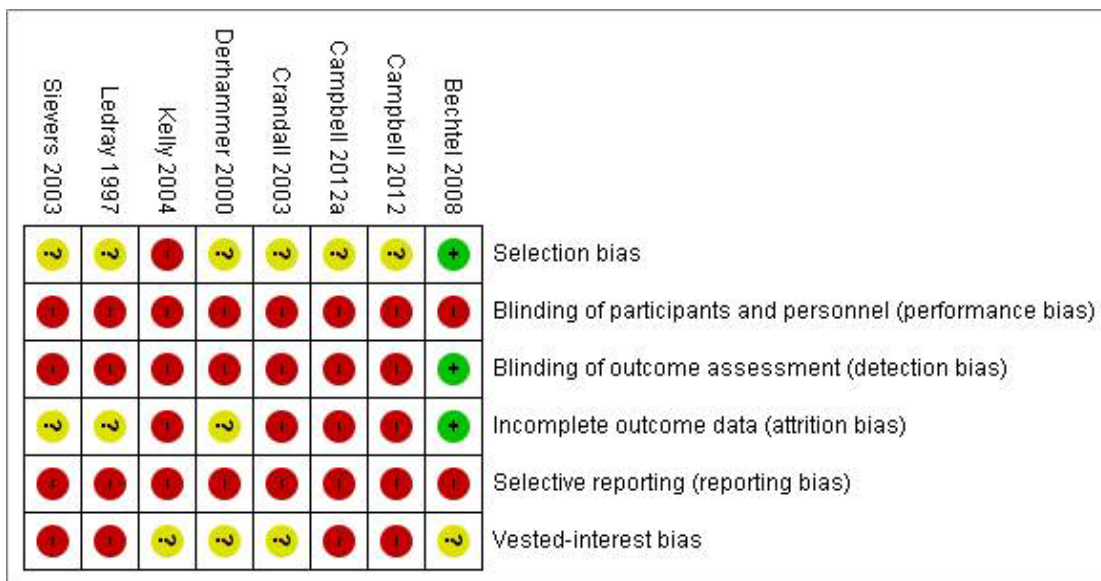 Sievers 2003
Ledray 1997
Kelly 2004
Derhammer 2000
Crandall 2003
Campbell 2012a
Campbell 2012
Bechtel 2008
? ? - ? ? ? ? + Selection bias
- - - - - - - - Blinding of participants and personnel (performance bias)
- - - - - - - + Blinding of outcome assessment (detection bias)
? ? - ? - - - + Incomplete outcome data (attrition bias)
- - - - - - - - Selective reporting (reporting bias)
- - ? ? ? - - ? Vested-interest bias